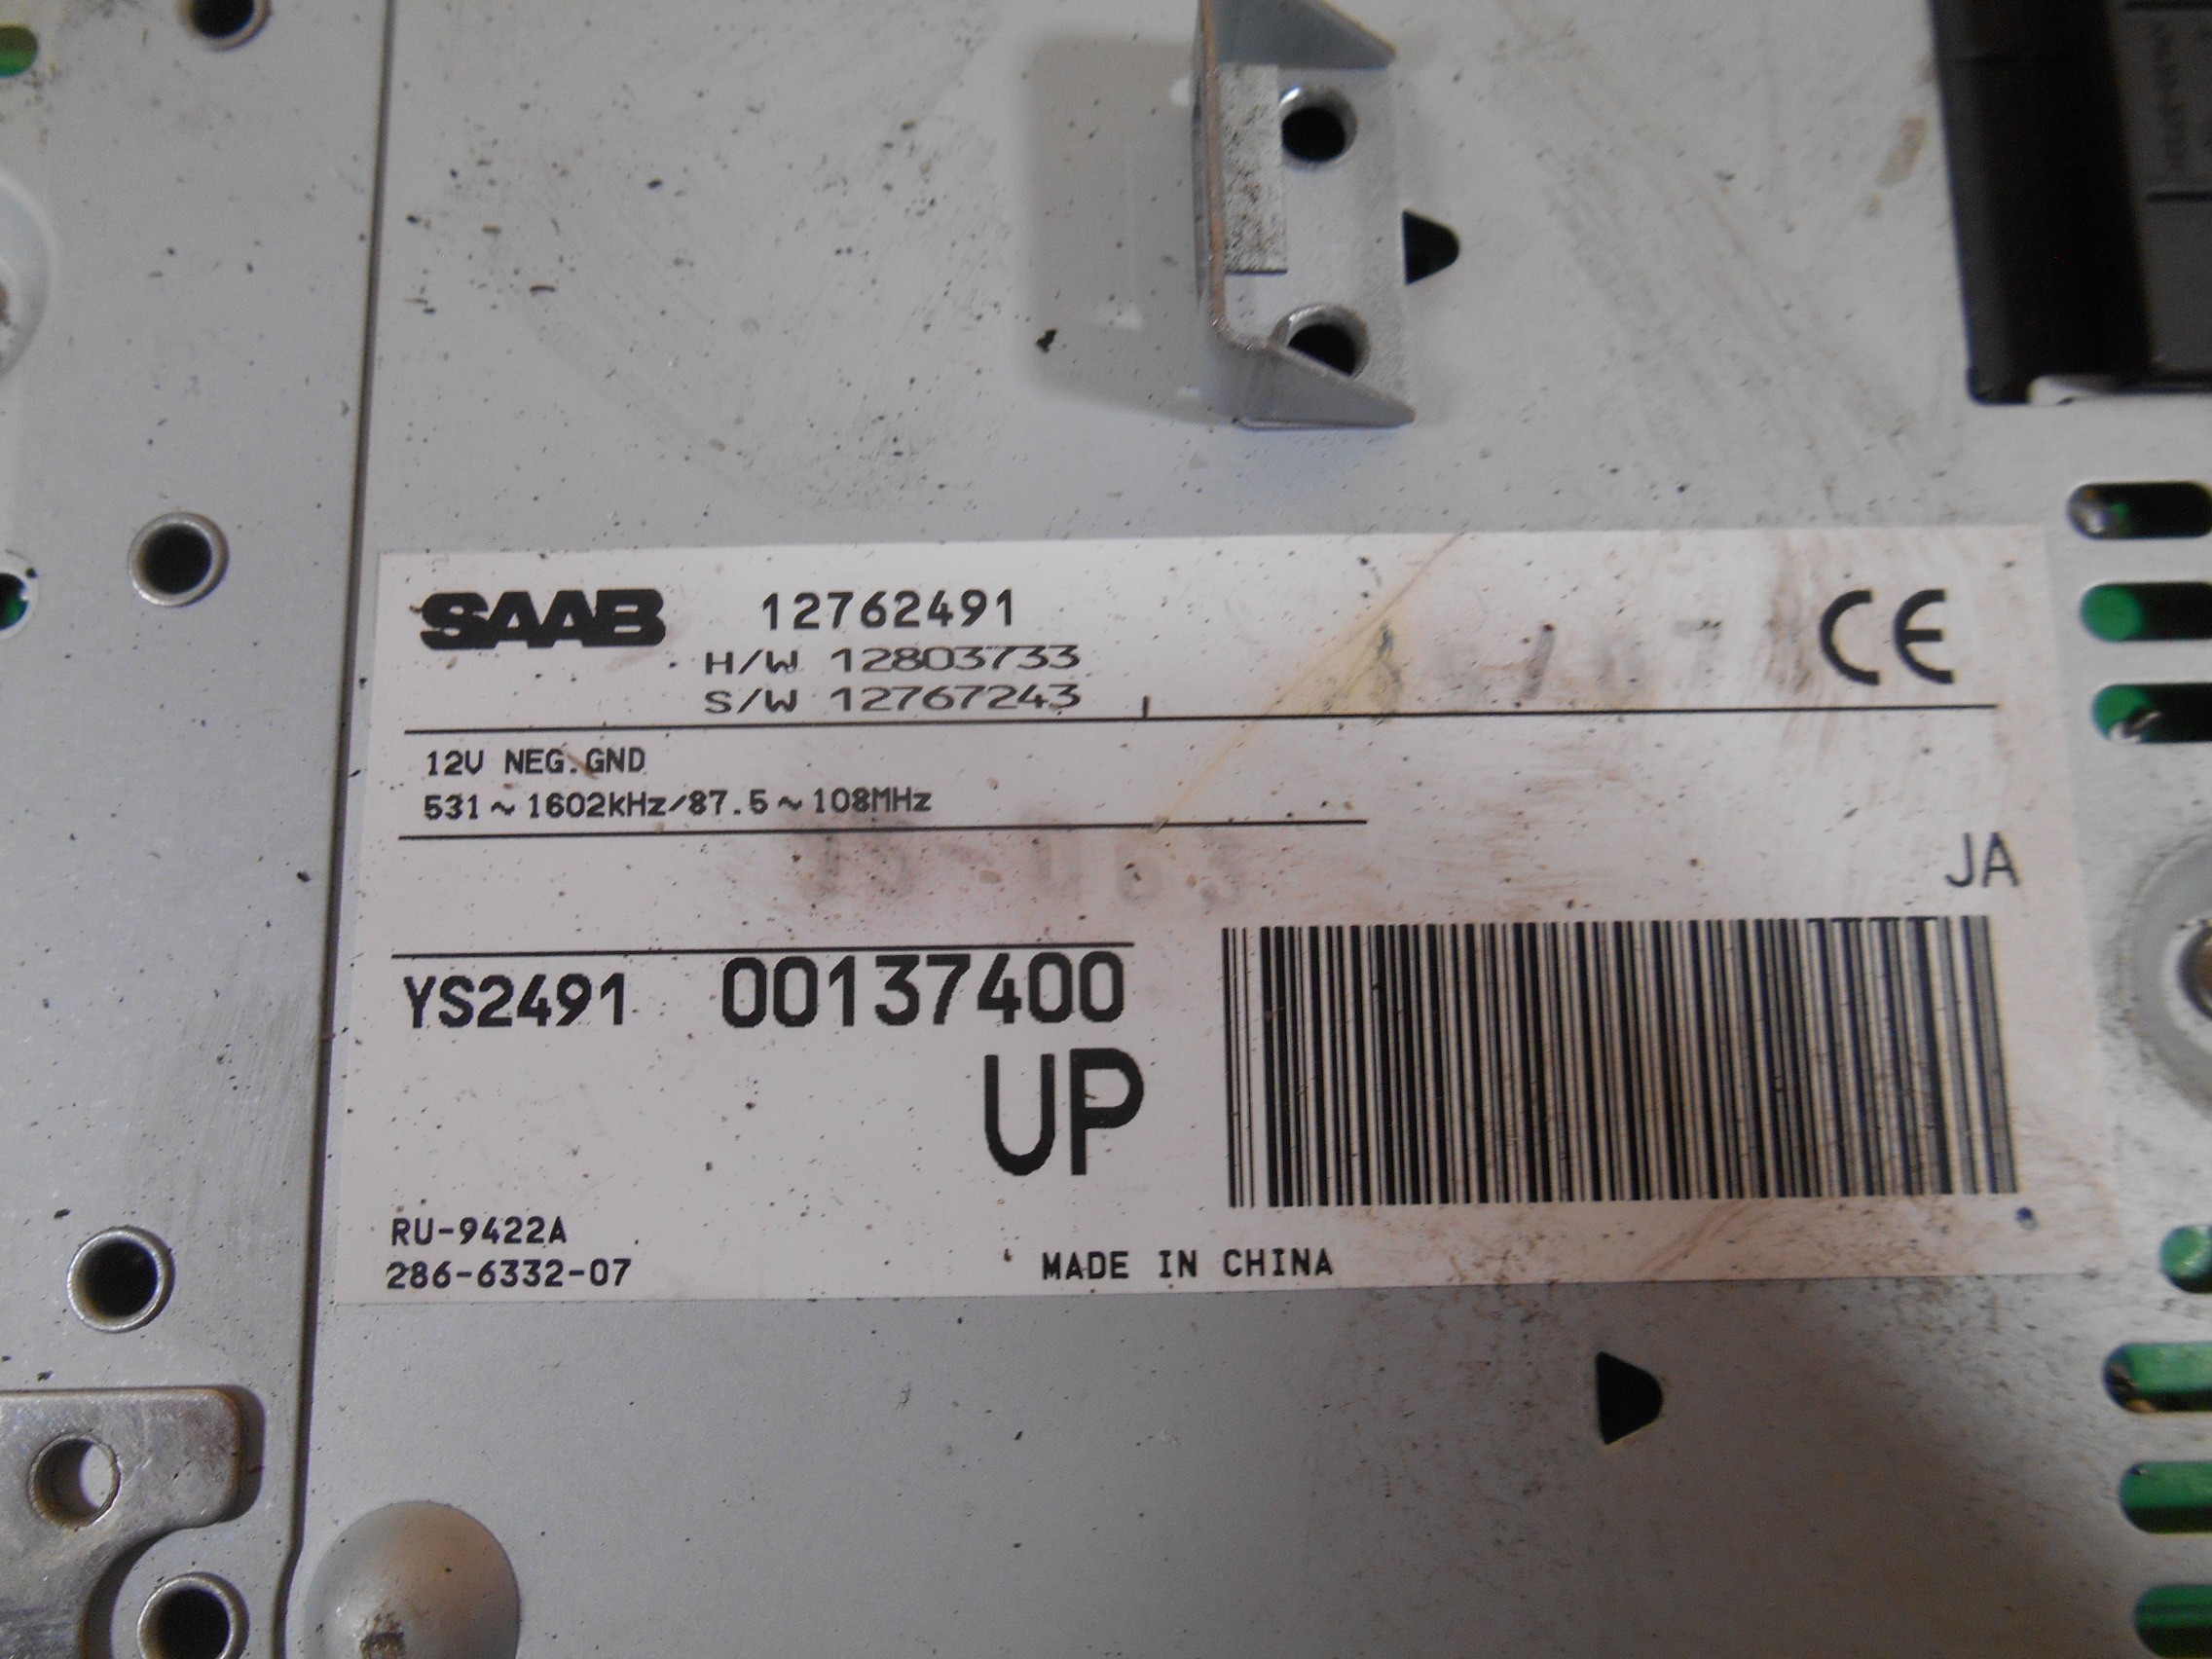 SAAB 12762491
H/W 12803733
S/W 12767243
CE
12V NEG.GND
531~1602kHz/87.5~108MHz
JA
YS2491 00137400
UP
RU-9422A
286-6332-07
MADE IN CHINA